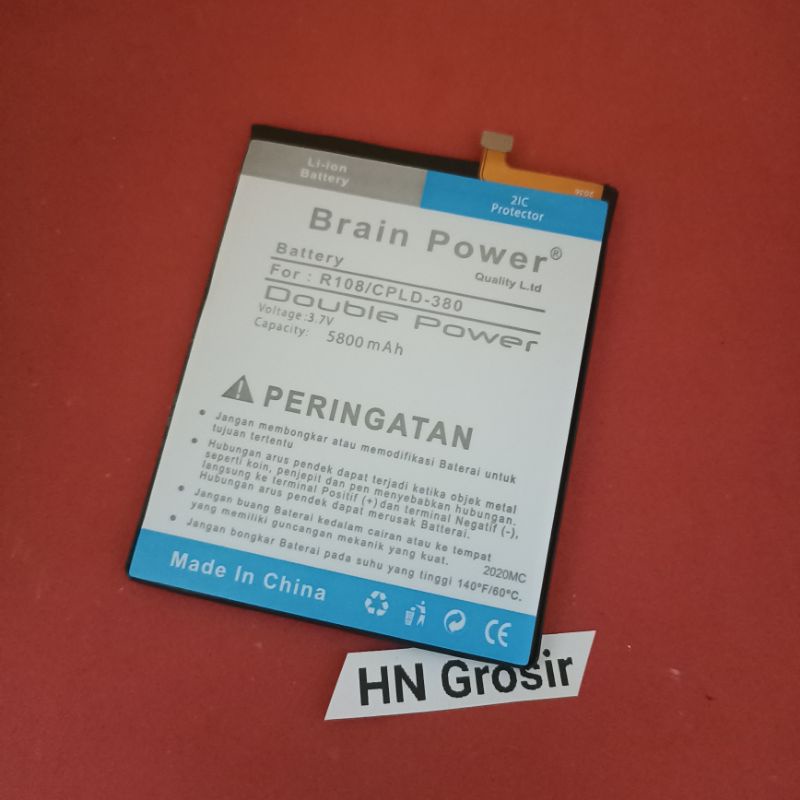 Li-ion
Battery
2IC
Protector
2036
Brain Power®
Quality L.td
Battery
For : R108/CPLD-380
Double Power
Voltage:3.7V
Capacity: 5800mAh
PERINGATAN
• Jangan membongkar atau memodifikasi Baterai untuk
tujuan tertentu
• Hubungan arus pendek dapat terjadi ketika objek metal
seperti koin, penjepit dan pen menyebabkan hubungan.
langsung ke terminal Positif (+) dan terminal Negatif (-),
Hubungan arus pendek dapat merusak Batterai.
• Jangan buang Baterai kedalam cairan atau ke tempat
yang memiliki guncangan mekanik yang kuat.
• Jangan bongkar Baterai pada suhu yang tinggi 140°F/60°C.
2020MC
Made In China
CE
HN Grosir